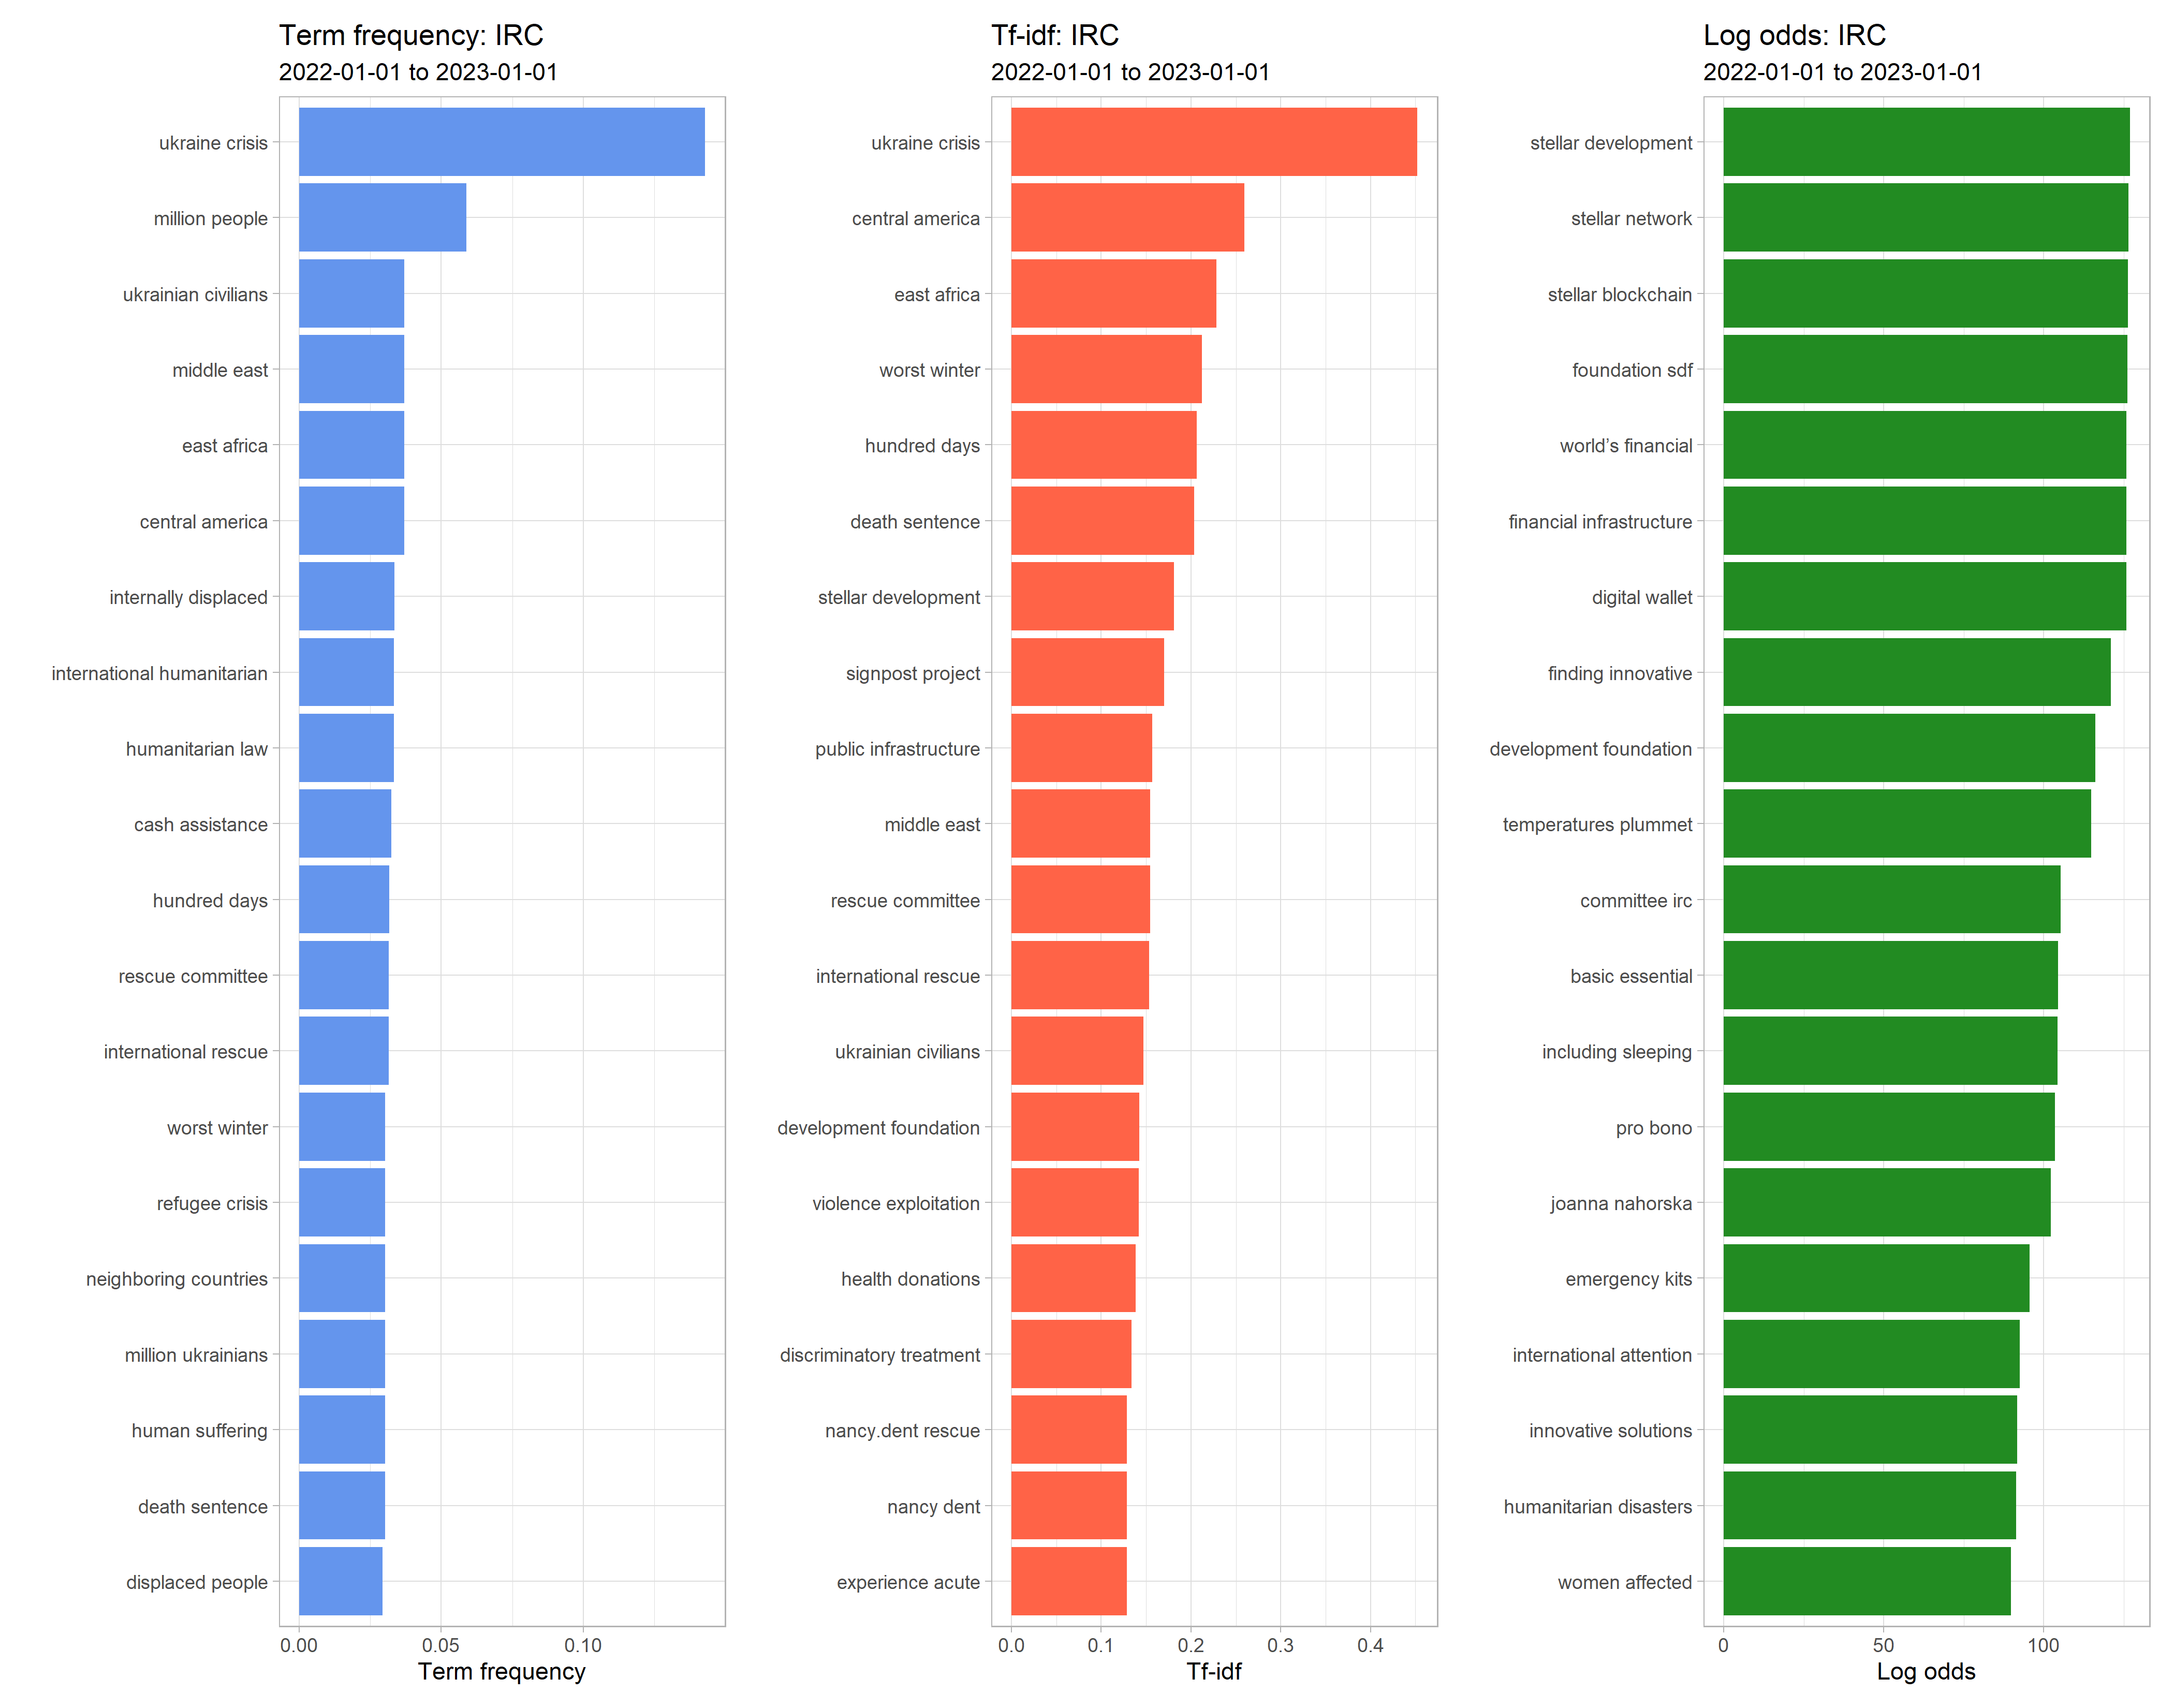 Term frequency: IRC
2022-01-01 to 2023-01-01
ukraine crisis
million people
ukrainian civilians
middle east
east africa
central america
internally displaced
international humanitarian
humanitarian law
cash assistance
hundred days
rescue committee
international rescue
worst winter
refugee crisis
neighboring countries
million ukrainians
human suffering
death sentence
displaced people
0.00 0.05 0.10
Term frequency
Tf-idf: IRC
2022-01-01 to 2023-01-01
ukraine crisis
central america
east africa
worst winter
hundred days
death sentence
stellar development
signpost project
public infrastructure
middle east
rescue committee
international rescue
ukrainian civilians
development foundation
violence exploitation
health donations
discriminatory treatment
nancy.dent rescue
nancy dent
experience acute
0.0 0.1 0.2 0.3 0.4
Tf-idf
Log odds: IRC
2022-01-01 to 2023-01-01
stellar development
stellar network
stellar blockchain
foundation sdf
world’s financial
financial infrastructure
digital wallet
finding innovative
development foundation
temperatures plummet
committee irc
basic essential
including sleeping
pro bono
joanna nahorska
emergency kits
international attention
innovative solutions
humanitarian disasters
women affected
0 50 100
Log odds